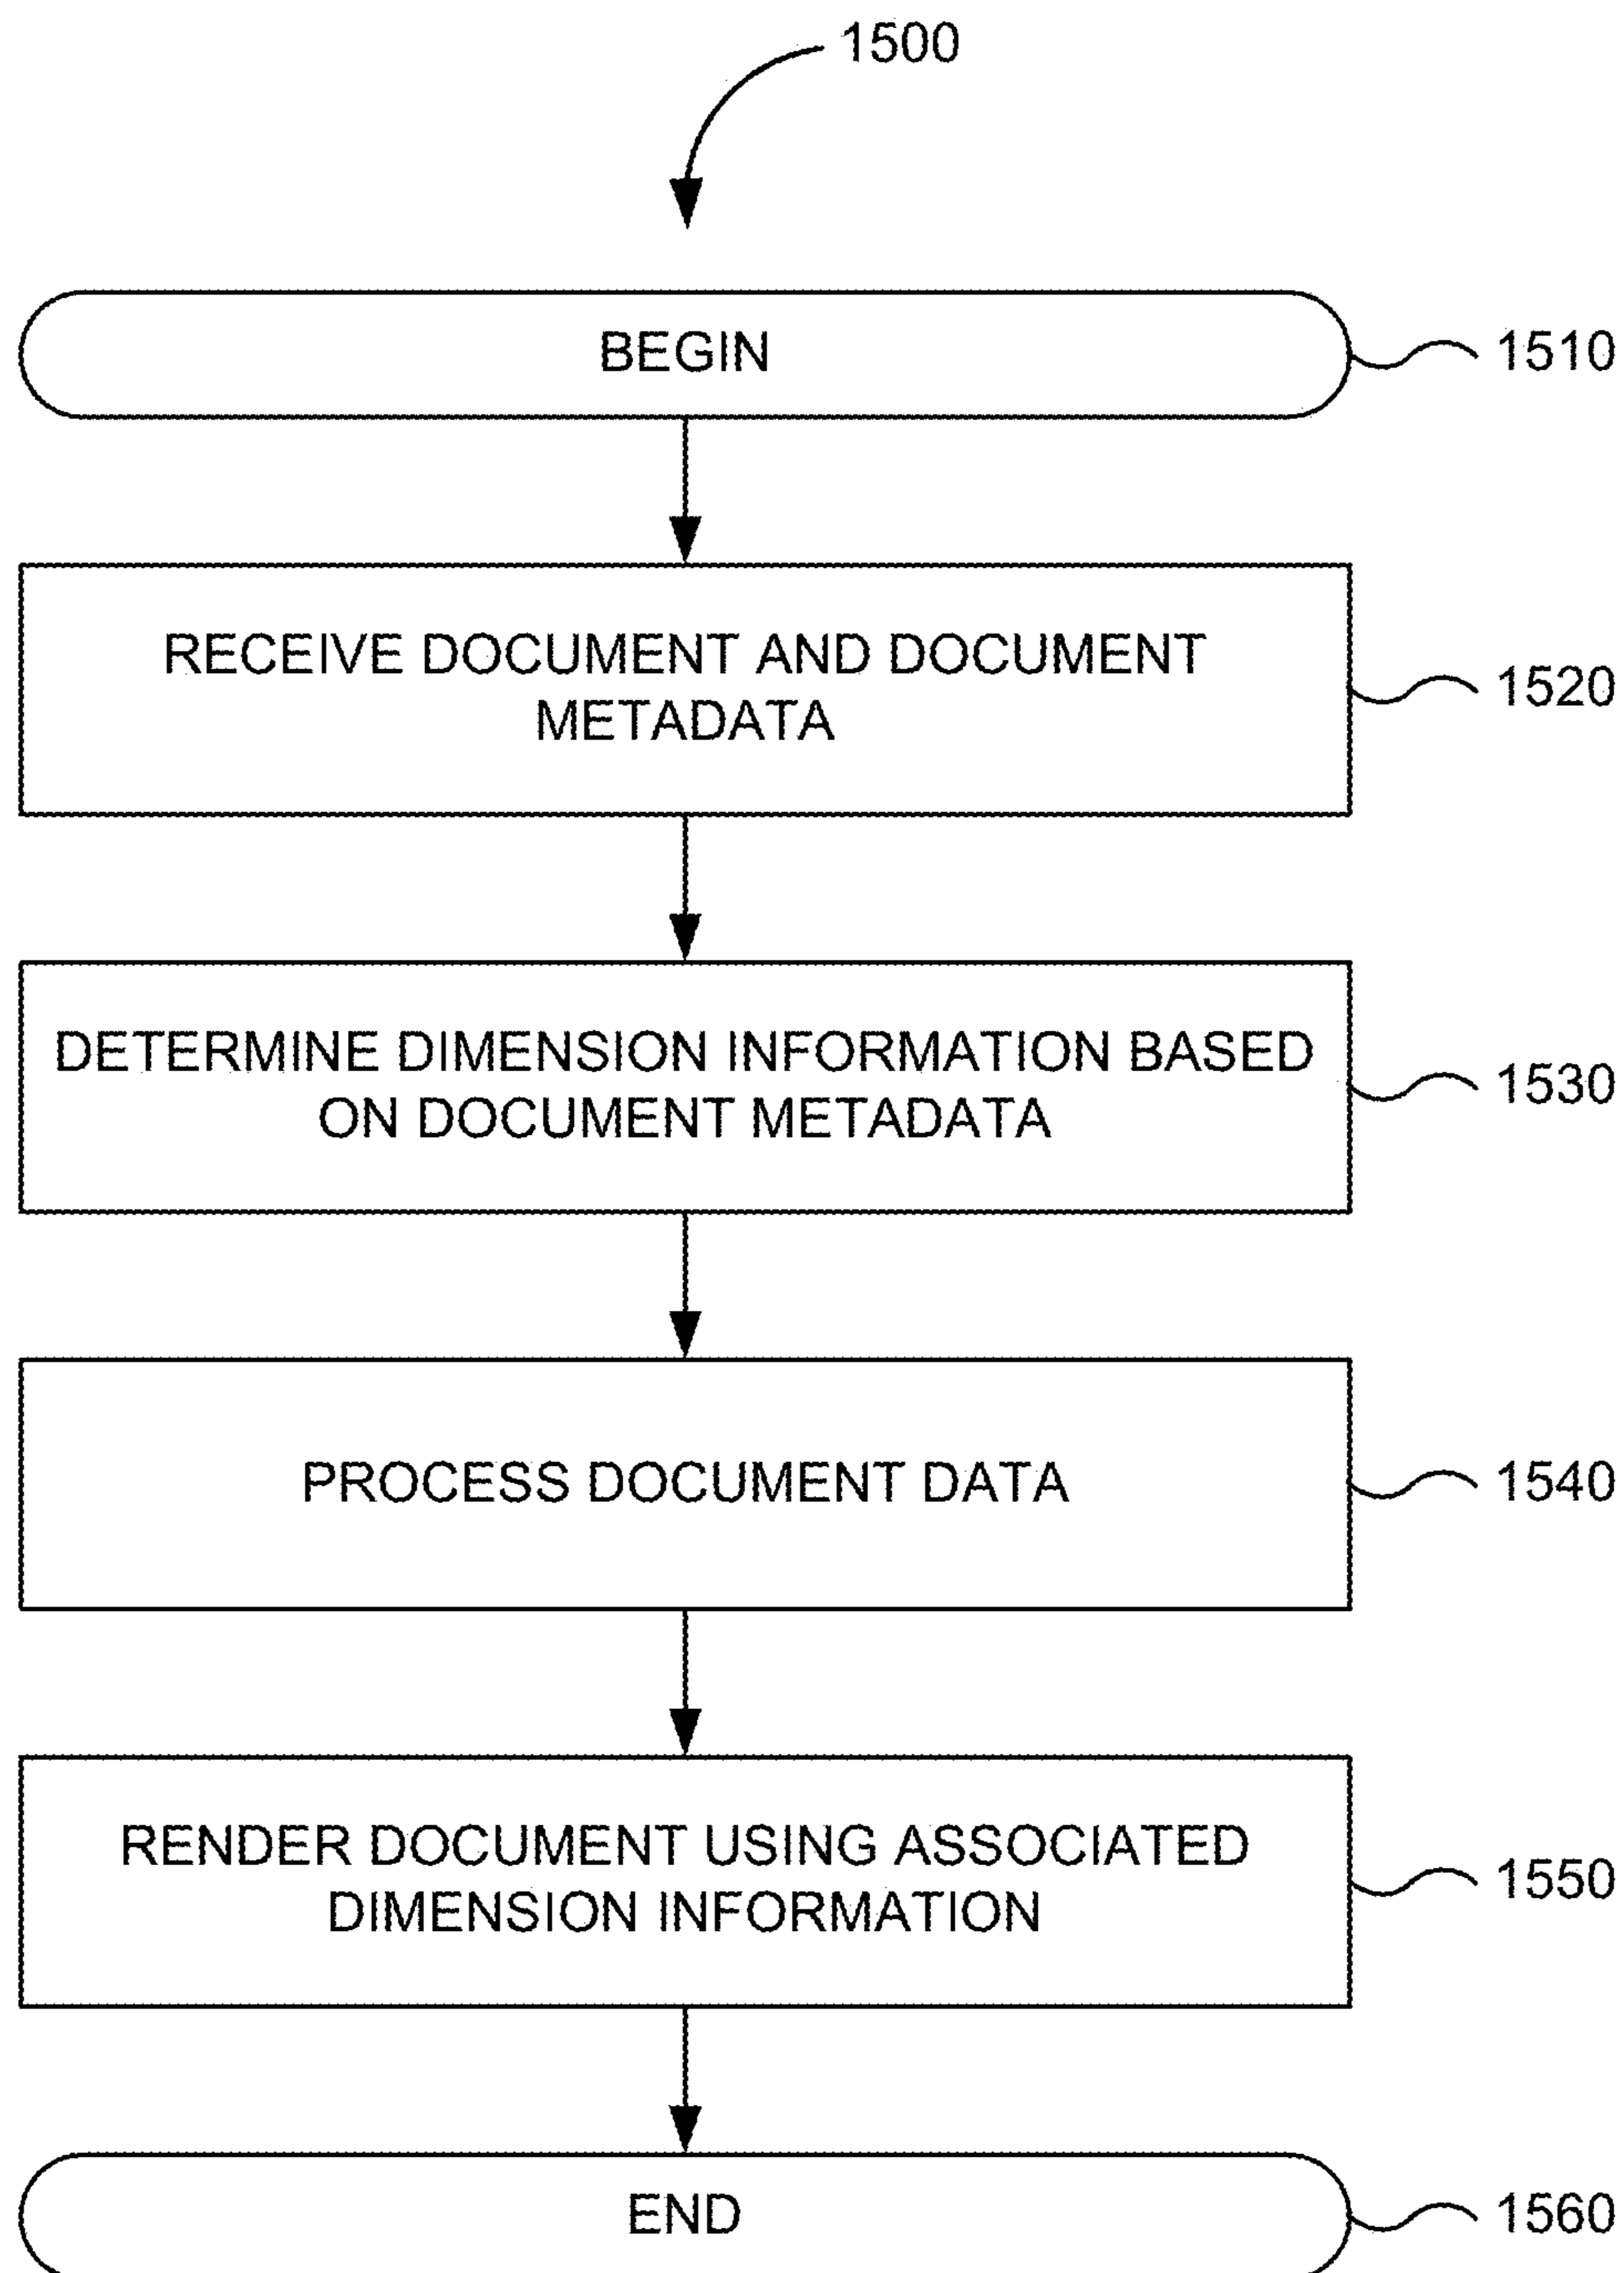 1500
BEGIN
1510
RECEIVE DOCUMENT AND DOCUMENT
METADATA
1520
DETERMINE DIMENSION INFORMATION BASED
ON DOCUMENT METADATA
1530
PROCESS DOCUMENT DATA
1540
RENDER DOCUMENT USING ASSOCIATED
DIMENSION INFORMATION
1550
END
1560